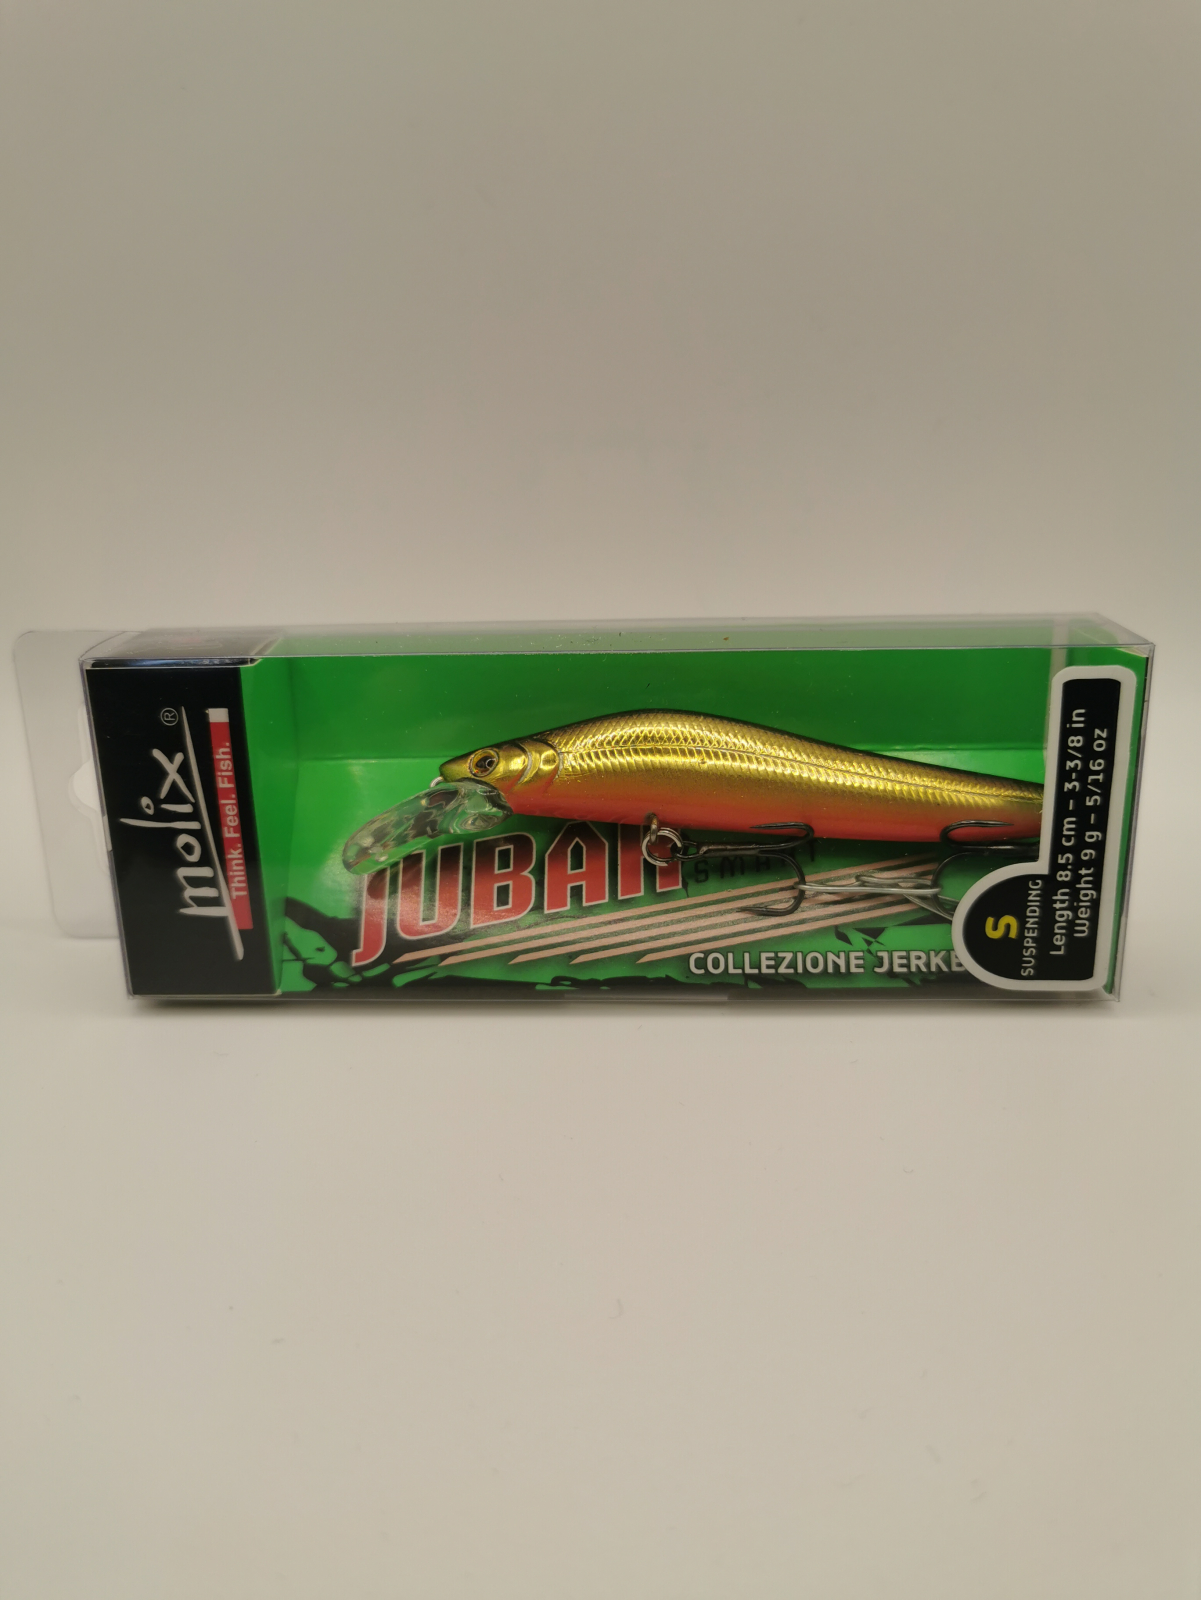 molix®
Think. Feel. Fish.
JUBAR
COLLEZIONE JERKB
S
SUSPENDING
Length 8.5 cm – 3-3/8 in
Weight 9 g – 5/16 oz